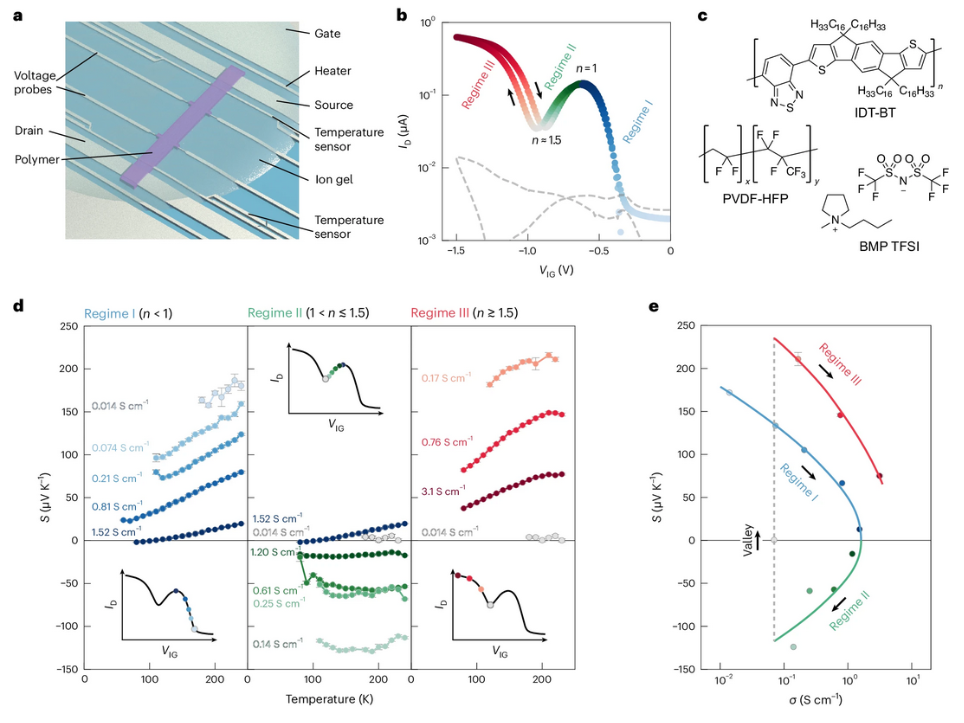 a
Gate
Heater
Source
Temperature
sensor
Ion gel
Temperature
sensor
Voltage
probes
Drain
Polymer
b
10⁰
10⁻¹
10⁻²
10⁻³
I_D (μA)
−1.5
−1.0
−0.5
0
V_IG (V)
Regime III
Regime II
n = 1
Regime I
n ≈ 1.5
c
H33C16 C16H33
S
S
N
S
N
n
H33C16 C16H33
IDT-BT
F F
F
F F
F CF3
x
y
PVDF-HFP
O O O O
S N S
F F
F F
F F
−
N
+
BMP TFSI
d
Regime I (n < 1)
Regime II (1 < n ≤ 1.5)
Regime III (n ≥ 1.5)
250
200
150
100
50
0
−50
−100
−150
S (μV K⁻¹)
0.014 S cm⁻¹
0.074 S cm⁻¹
0.21 S cm⁻¹
0.81 S cm⁻¹
1.52 S cm⁻¹
I_D
V_IG
I_D
V_IG
1.52 S cm⁻¹
0.014 S cm⁻¹
1.20 S cm⁻¹
0.61 S cm⁻¹
0.25 S cm⁻¹
0.14 S cm⁻¹
0.17 S cm⁻¹
0.76 S cm⁻¹
3.1 S cm⁻¹
0.014 S cm⁻¹
I_D
V_IG
0 100 200 0 100 200 0 100 200
Temperature (K)
e
250
200
150
100
50
0
−50
−100
−150
S (μV K⁻¹)
Regime III
Regime I
Valley
Regime II
10⁻² 10⁻¹ 10⁰ 10¹
σ (S cm⁻¹)